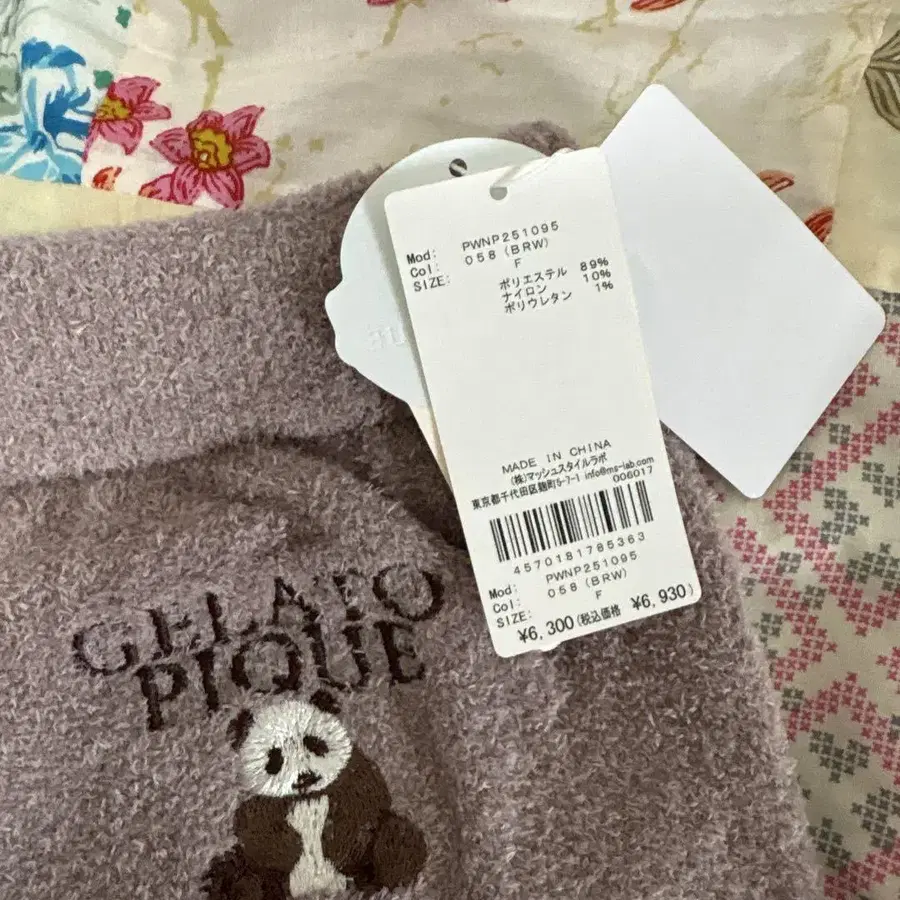 Mod: PWNP251095
Col: 058 (BRW)
SIZE: F
ポリエステル 89%
ナイロン 10%
ポリウレタン 1%
MADE IN CHINA
(株)マッシュスタイルラボ
東京都千代田区麹町5-7-1 info@ms-lab.com
006017
4570181785363
Mod: PWNP251095
Col: 058 (BRW)
SIZE: F
¥6,300 (税込価格 ¥6,930)
GELATO
PIQUE